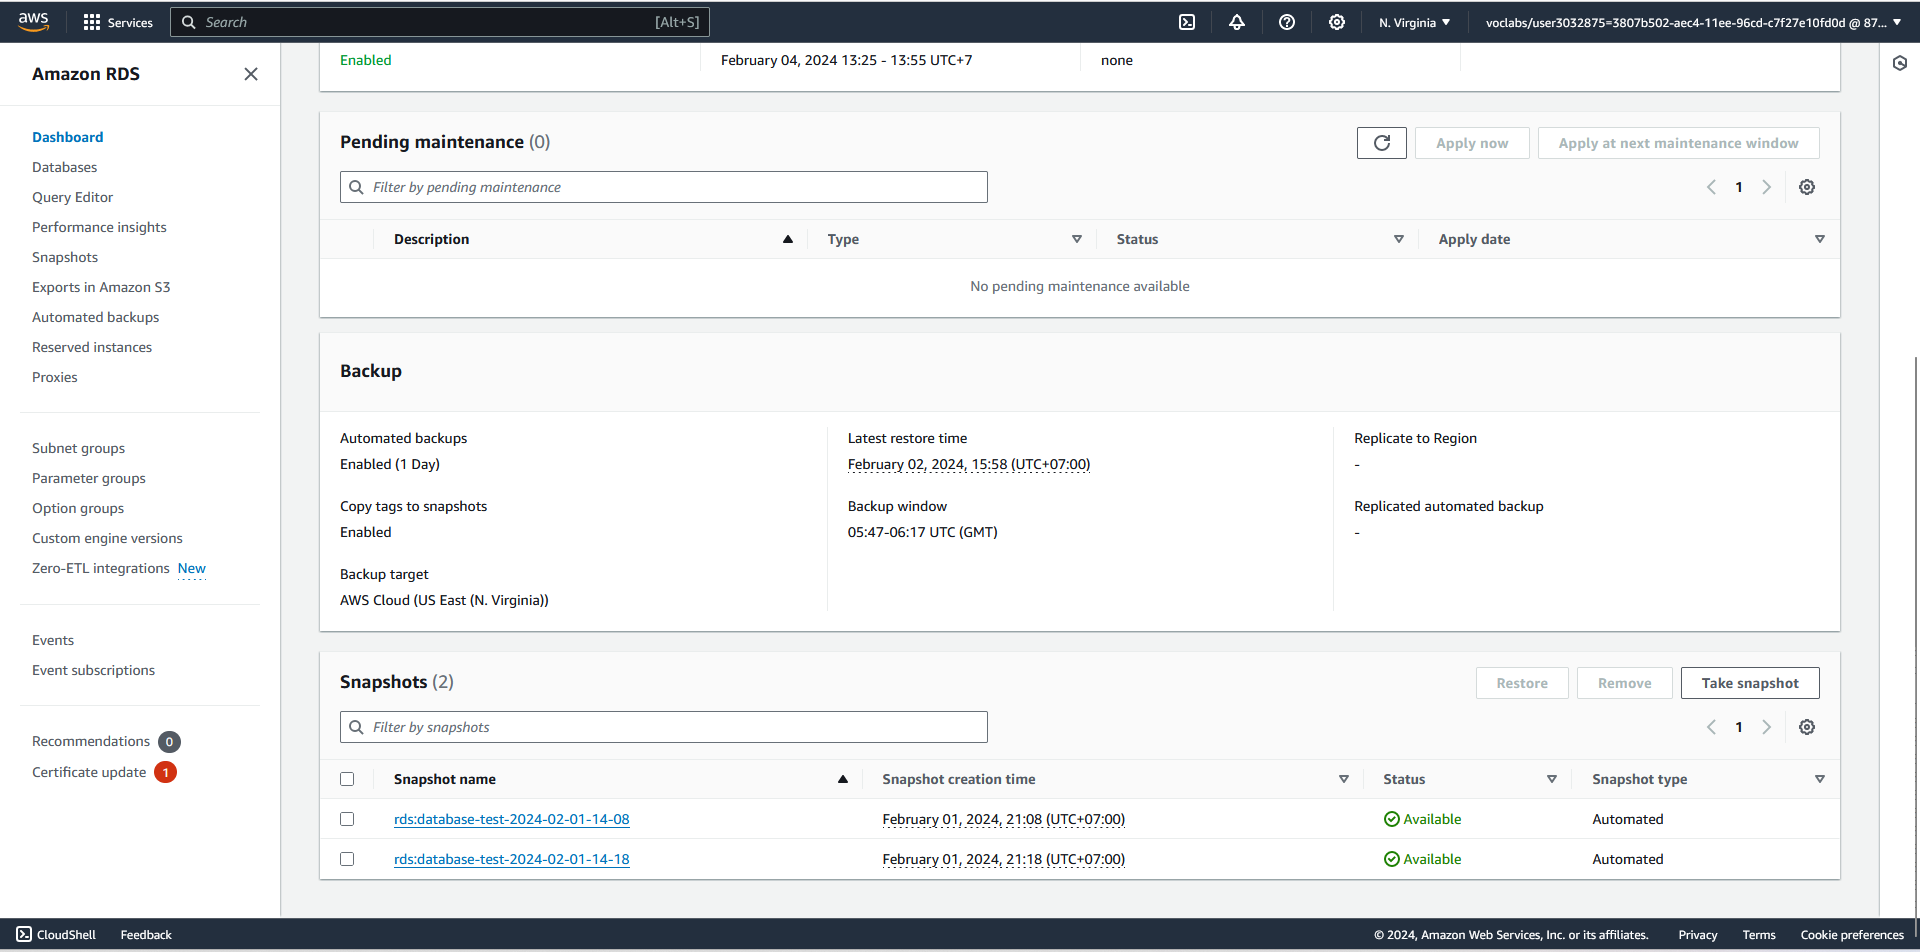 aws
Services
Search
[Alt+S]
N. Virginia
voclabs/user3032875=3807b502-aec4-11ee-96cd-c7f27e10fd0d @ 87...
Amazon RDS
Dashboard
Databases
Query Editor
Performance insights
Snapshots
Exports in Amazon S3
Automated backups
Reserved instances
Proxies
Subnet groups
Parameter groups
Option groups
Custom engine versions
Zero-ETL integrations New
Events
Event subscriptions
Recommendations 0
Certificate update 1
Enabled
February 04, 2024 13:25 - 13:55 UTC+7
none
Pending maintenance (0)
Apply now
Apply at next maintenance window
Filter by pending maintenance
1
Description
Type
Status
Apply date
No pending maintenance available
Backup
Automated backups
Enabled (1 Day)
Copy tags to snapshots
Enabled
Backup target
AWS Cloud (US East (N. Virginia))
Latest restore time
February 02, 2024, 15:58 (UTC+07:00)
Backup window
05:47-06:17 UTC (GMT)
Replicate to Region
-
Replicated automated backup
-
Snapshots (2)
Restore
Remove
Take snapshot
Filter by snapshots
1
Snapshot name
Snapshot creation time
Status
Snapshot type
rds:database-test-2024-02-01-14-08
February 01, 2024, 21:08 (UTC+07:00)
Available
Automated
rds:database-test-2024-02-01-14-18
February 01, 2024, 21:18 (UTC+07:00)
Available
Automated
CloudShell
Feedback
© 2024, Amazon Web Services, Inc. or its affiliates.
Privacy
Terms
Cookie preferences